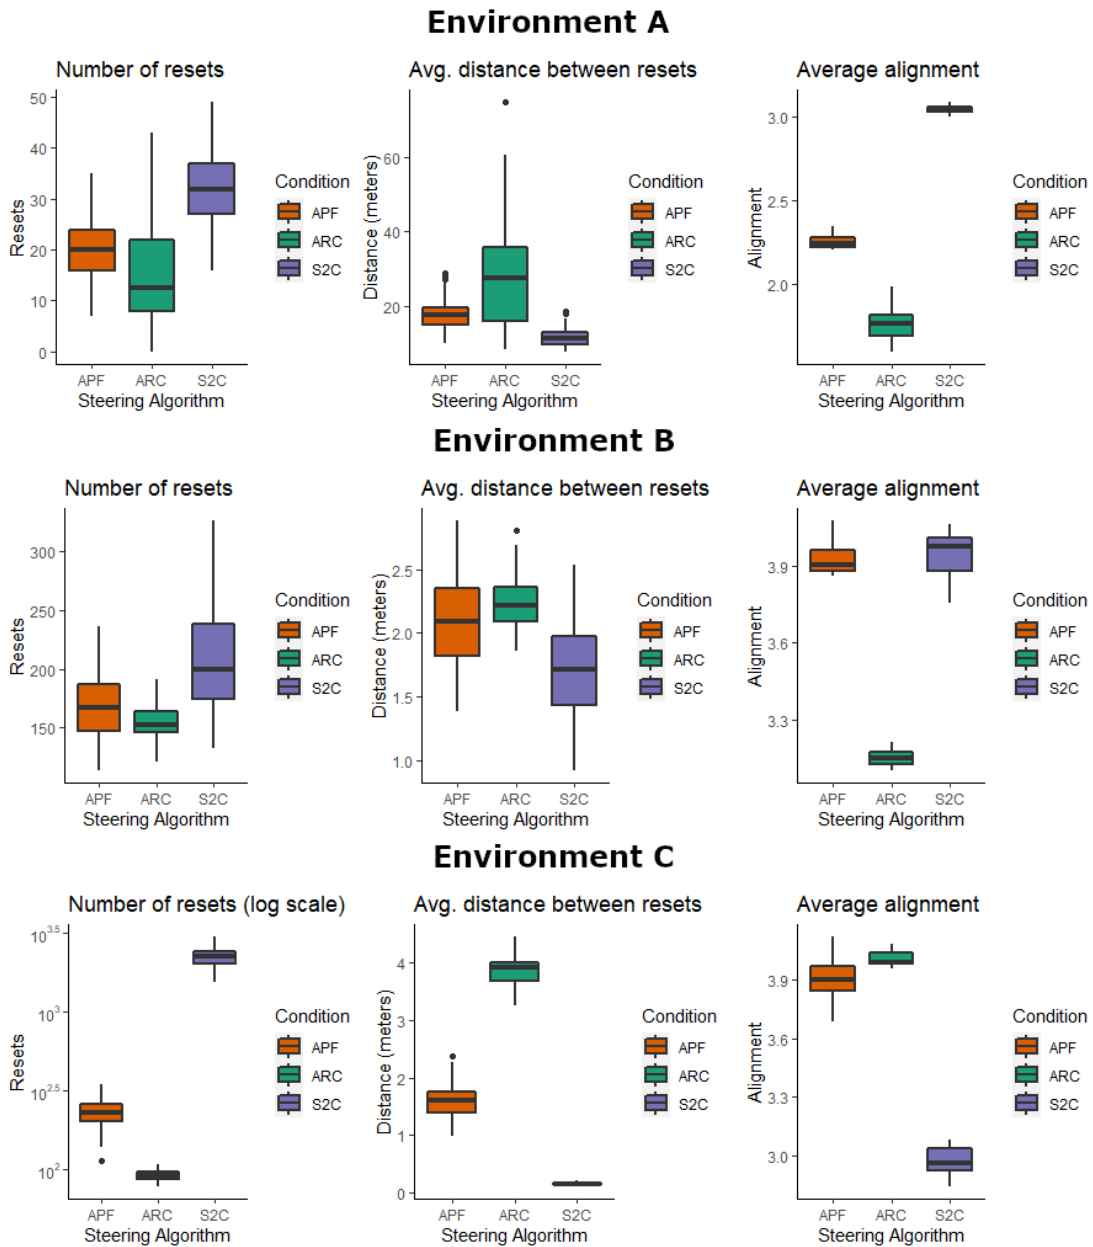 Environment A
Number of resets
Avg. distance between resets
Average alignment
50
40
30
20
10
0
Resets
APF ARC S2C
Steering Algorithm
Condition
APF
ARC
S2C
60
40
20
Distance (meters)
APF ARC S2C
Steering Algorithm
Condition
APF
ARC
S2C
3.0
2.5
2.0
Alignment
APF ARC S2C
Steering Algorithm
Condition
APF
ARC
S2C
Environment B
Number of resets
Avg. distance between resets
Average alignment
300
250
200
150
Resets
APF ARC S2C
Steering Algorithm
Condition
APF
ARC
S2C
2.5
2.0
1.5
1.0
Distance (meters)
APF ARC S2C
Steering Algorithm
Condition
APF
ARC
S2C
3.9
3.6
3.3
Alignment
APF ARC S2C
Steering Algorithm
Condition
APF
ARC
S2C
Environment C
Number of resets (log scale)
Avg. distance between resets
Average alignment
10^3.5
10^3
10^2.5
10^2
Resets
APF ARC S2C
Steering Algorithm
Condition
APF
ARC
S2C
4
3
2
1
0
Distance (meters)
APF ARC S2C
Steering Algorithm
Condition
APF
ARC
S2C
3.9
3.6
3.3
3.0
Alignment
APF ARC S2C
Steering Algorithm
Condition
APF
ARC
S2C